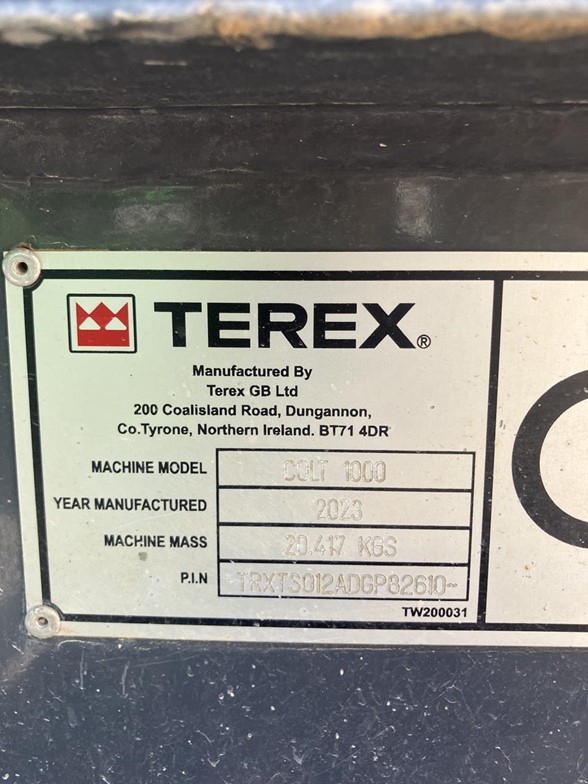 TEREX®
Manufactured By
Terex GB Ltd
200 Coalisland Road, Dungannon,
Co.Tyrone, Northern Ireland. BT71 4DR
MACHINE MODEL COLT 1000
YEAR MANUFACTURED 2023
MACHINE MASS 20.417 KGS
P.I.N TRXTS012ADGP82610~
TW200031